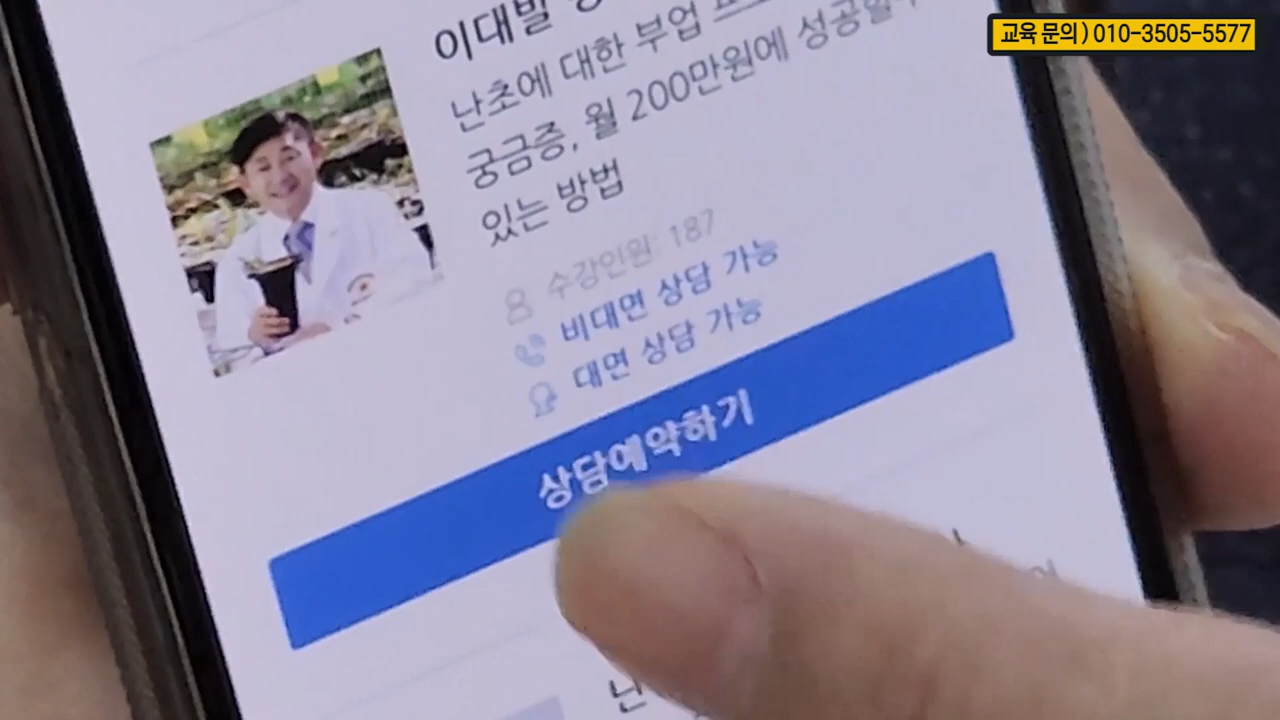 교육 문의 ) 010-3505-5577
이대발
난초에 대한 부업
궁금증, 월 200만원에 성공할수
있는 방법
수강인원: 187
비대면 상담 가능
대면 상담 가능
상담예약하기
난